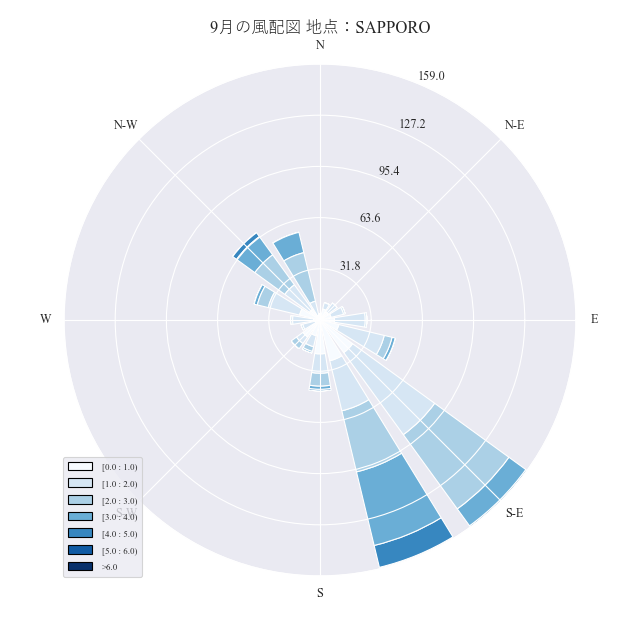 9月の風配図 地点：SAPPORO
N
159.0
N-W
N-E
127.2
95.4
63.6
31.8
W
E
[0.0 : 1.0)
[1.0 : 2.0)
[2.0 : 3.0)
S-W
S-E
[3.0 : 4.0)
[4.0 : 5.0)
[5.0 : 6.0)
>6.0
S